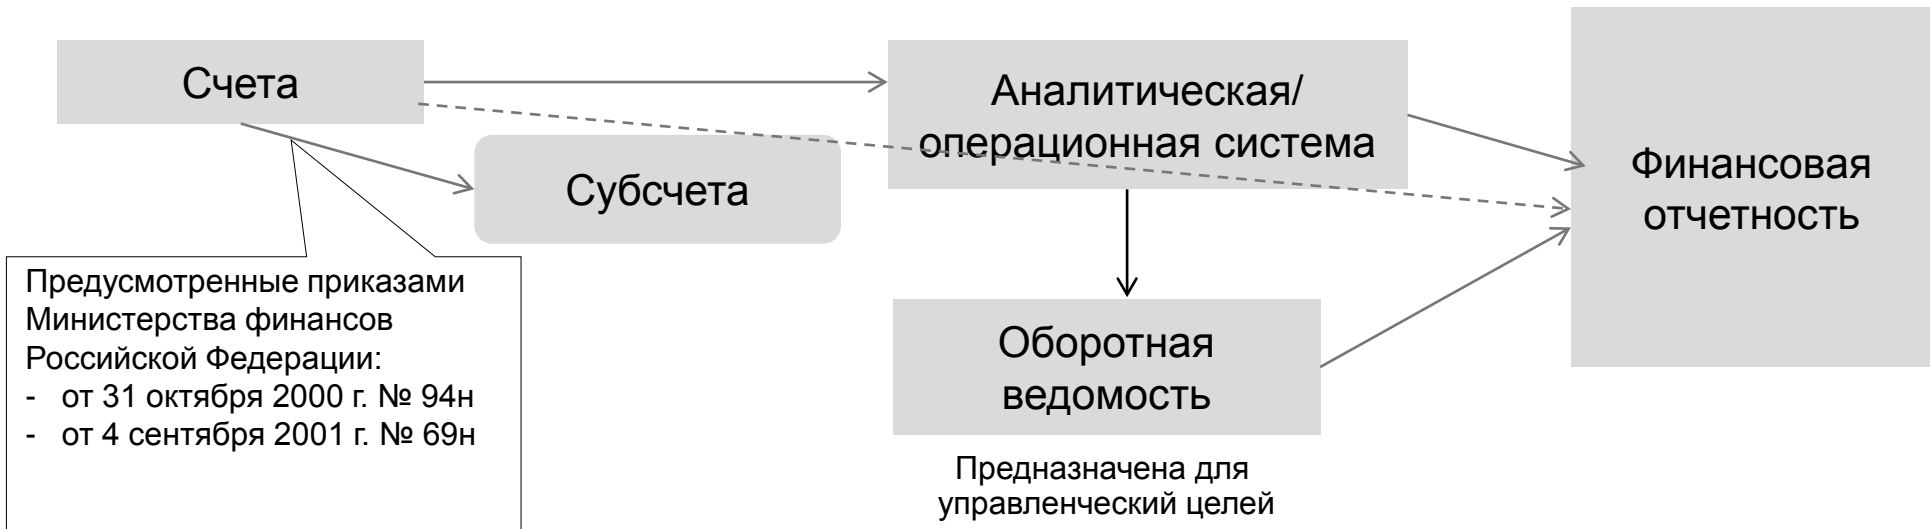 Счета
Субсчета
Предусмотренные приказами
Министерства финансов
Российской Федерации:
- от 31 октября 2000 г. № 94н
- от 4 сентября 2001 г. № 69н
Аналитическая/
операционная система
Оборотная
ведомость
Предназначена для
управленческий целей
Финансовая
отчетность